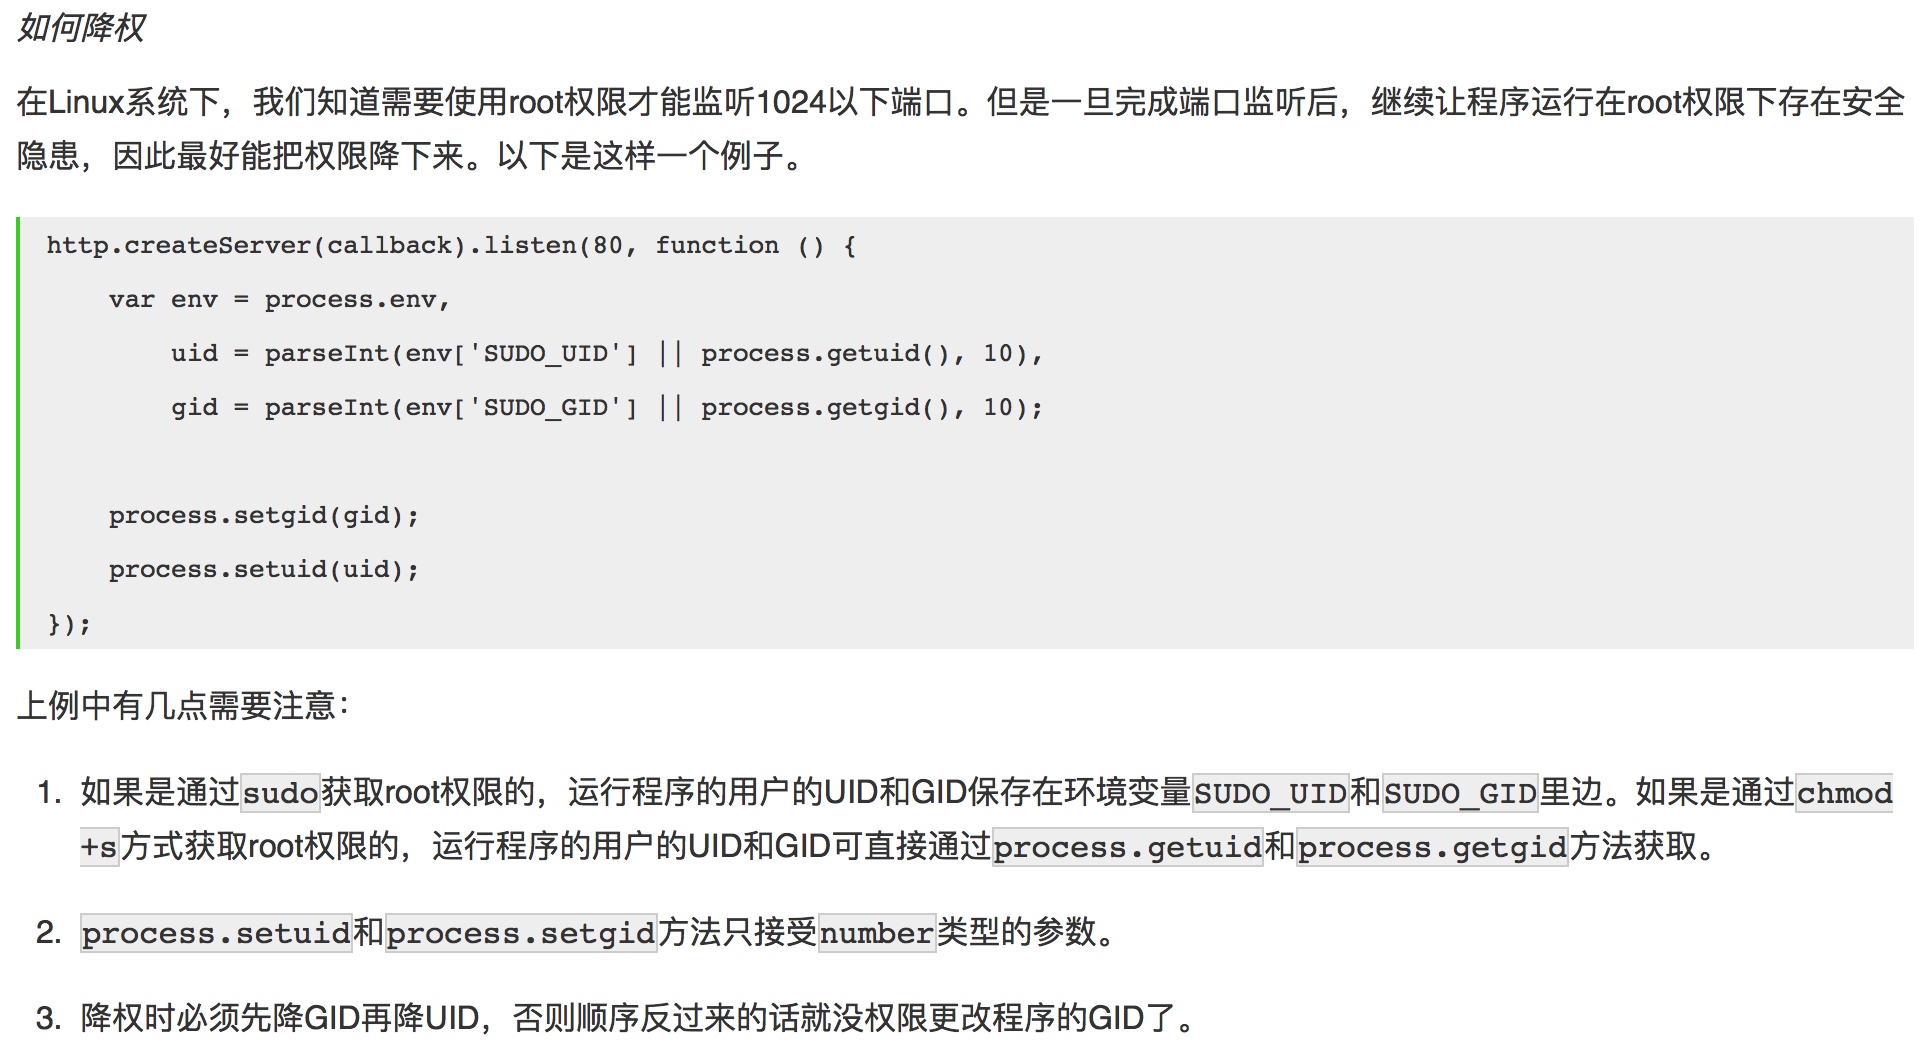 如何降权
在Linux系统下，我们知道需要使用root权限才能监听1024以下端口。但是一旦完成端口监听后，继续让程序运行在root权限下存在安全
隐患，因此最好能把权限降下来。以下是这样一个例子。
http.createServer(callback).listen(80, function () {
    var env = process.env,
        uid = parseInt(env['SUDO_UID'] || process.getuid(), 10),
        gid = parseInt(env['SUDO_GID'] || process.getgid(), 10);
    process.setgid(gid);
    process.setuid(uid);
});
上例中有几点需要注意：
1. 如果是通过sudo获取root权限的，运行程序的用户的UID和GID保存在环境变量SUDO_UID和SUDO_GID里边。如果是通过chmod
+s方式获取root权限的，运行程序的用户的UID和GID可直接通过process.getuid和process.getgid方法获取。
2. process.setuid和process.setgid方法只接受number类型的参数。
3. 降权时必须先降GID再降UID，否则顺序反过来的话就没权限更改程序的GID了。